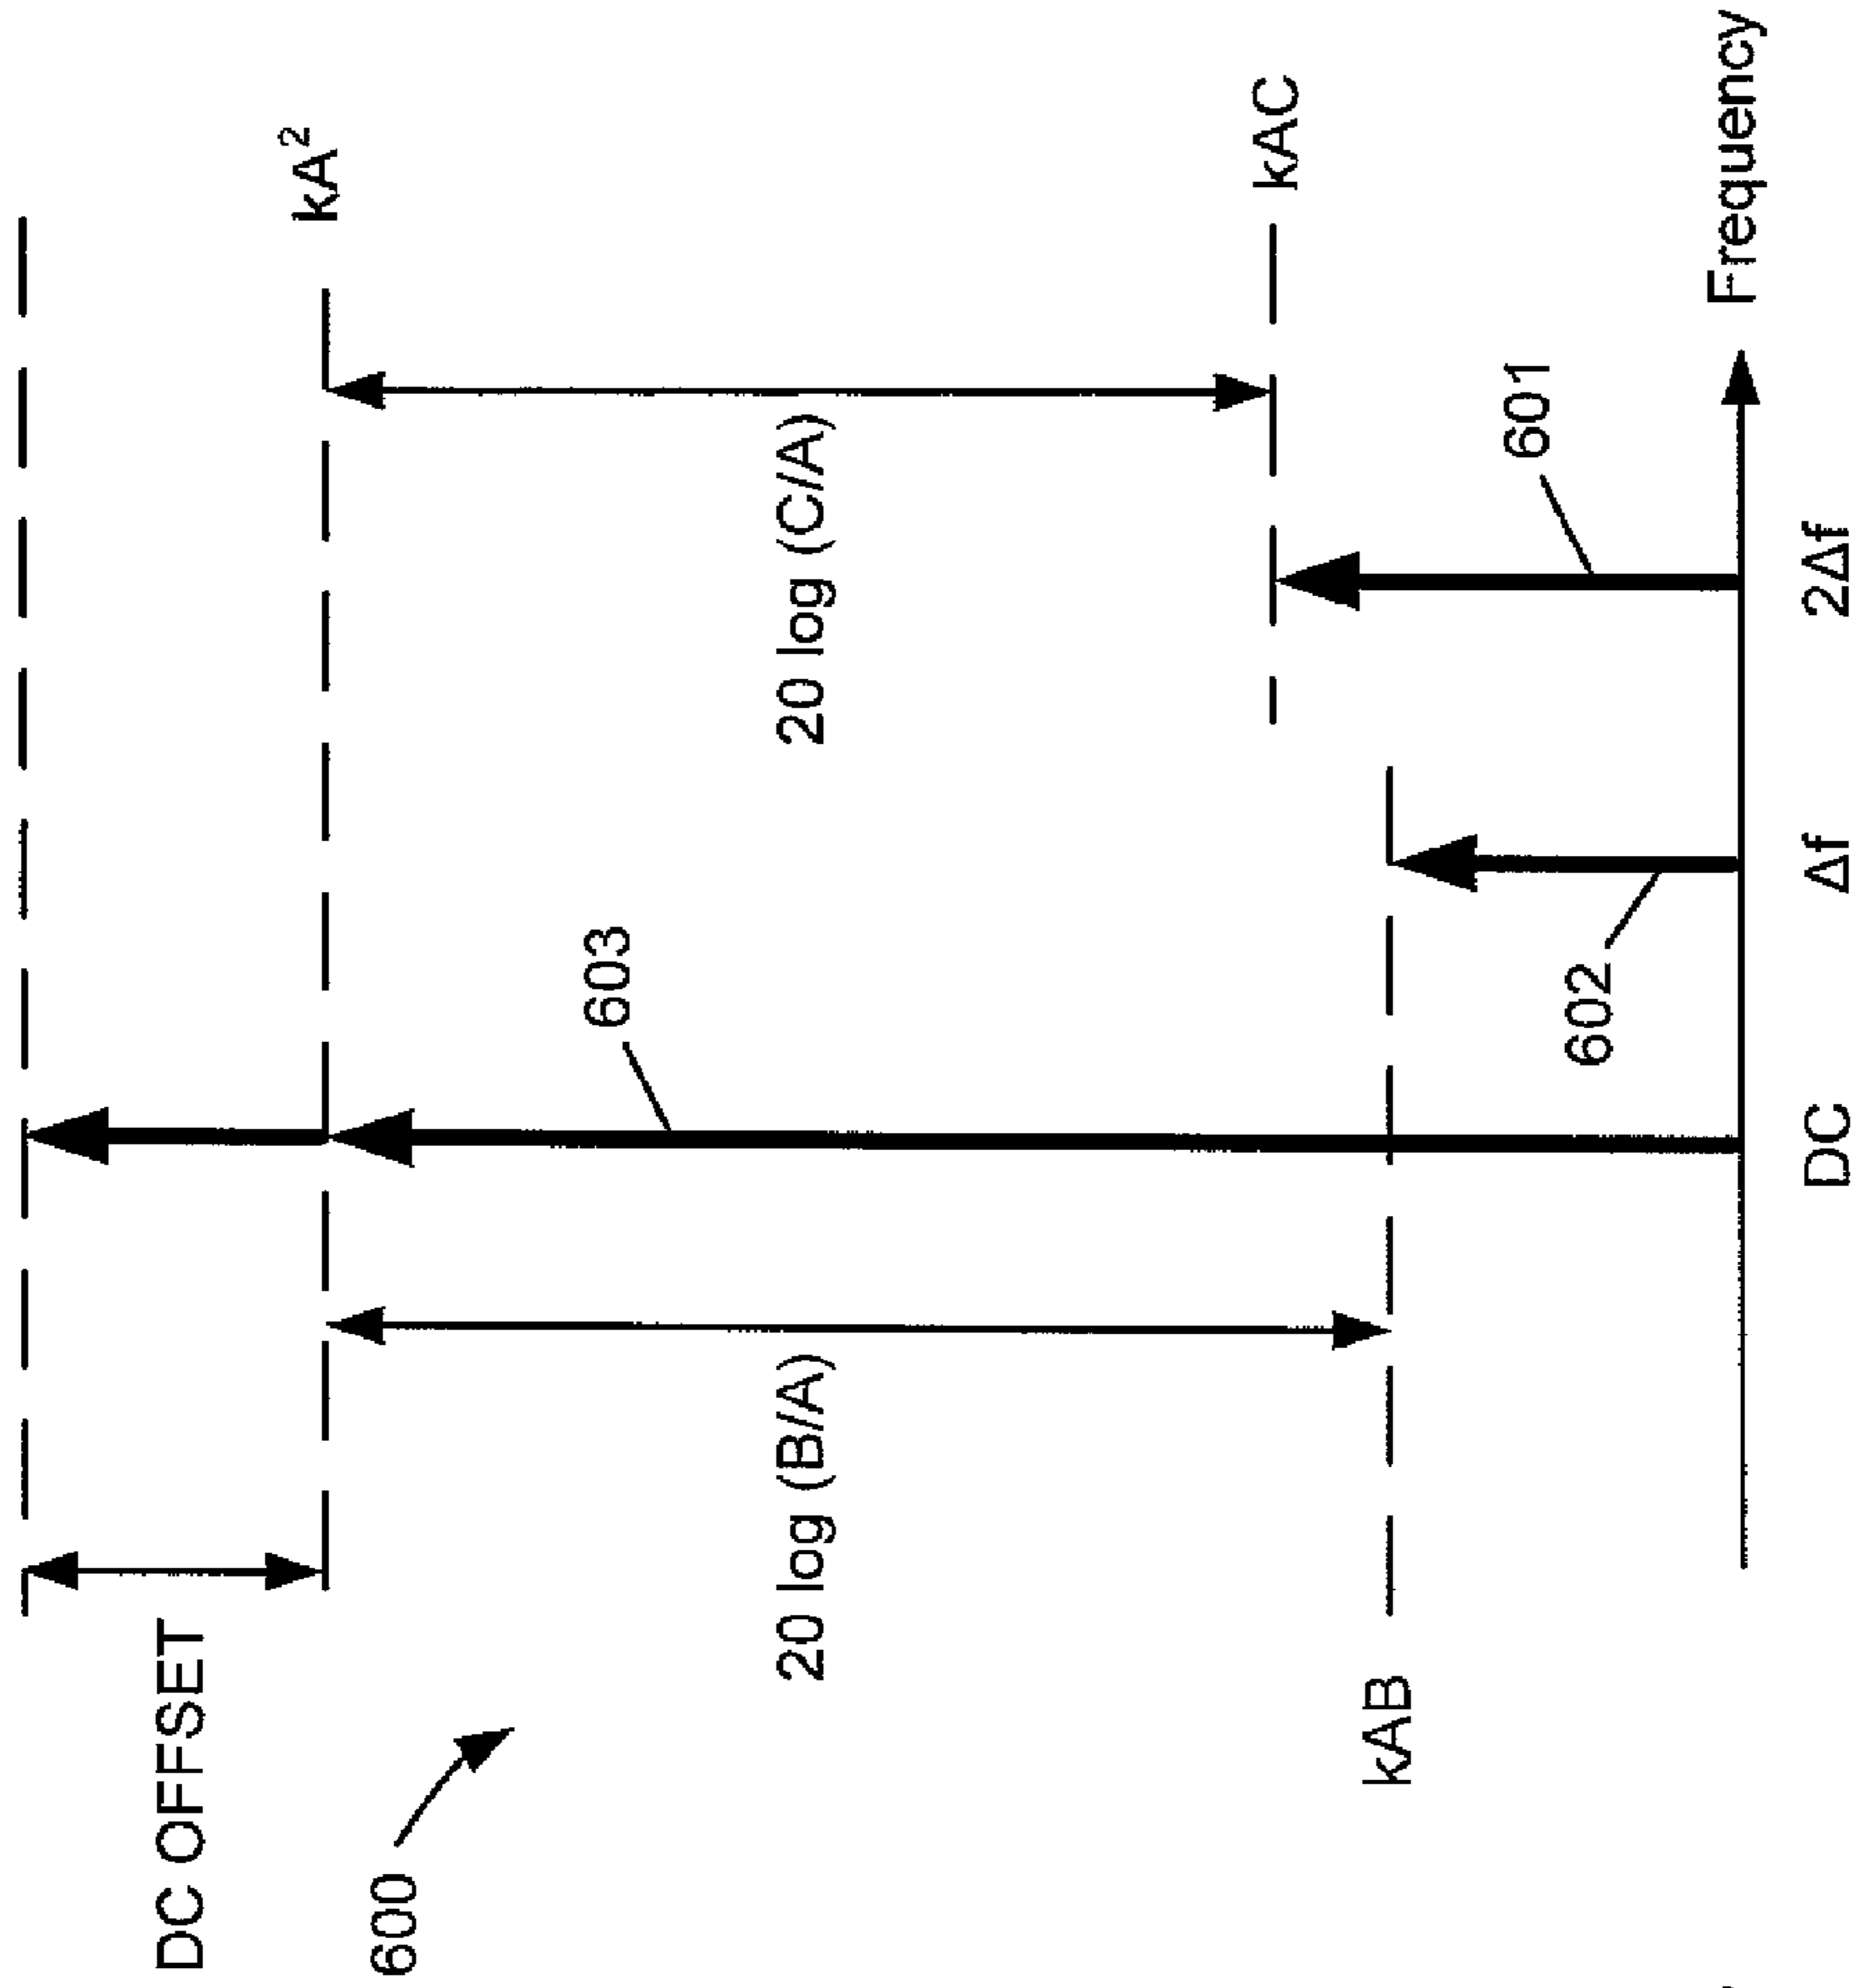 DC OFFSET
600
kA²
603
20 log (B/A)
20 log (C/A)
kAB
kAC
602
601
DC
Δf
2Δf
Frequency